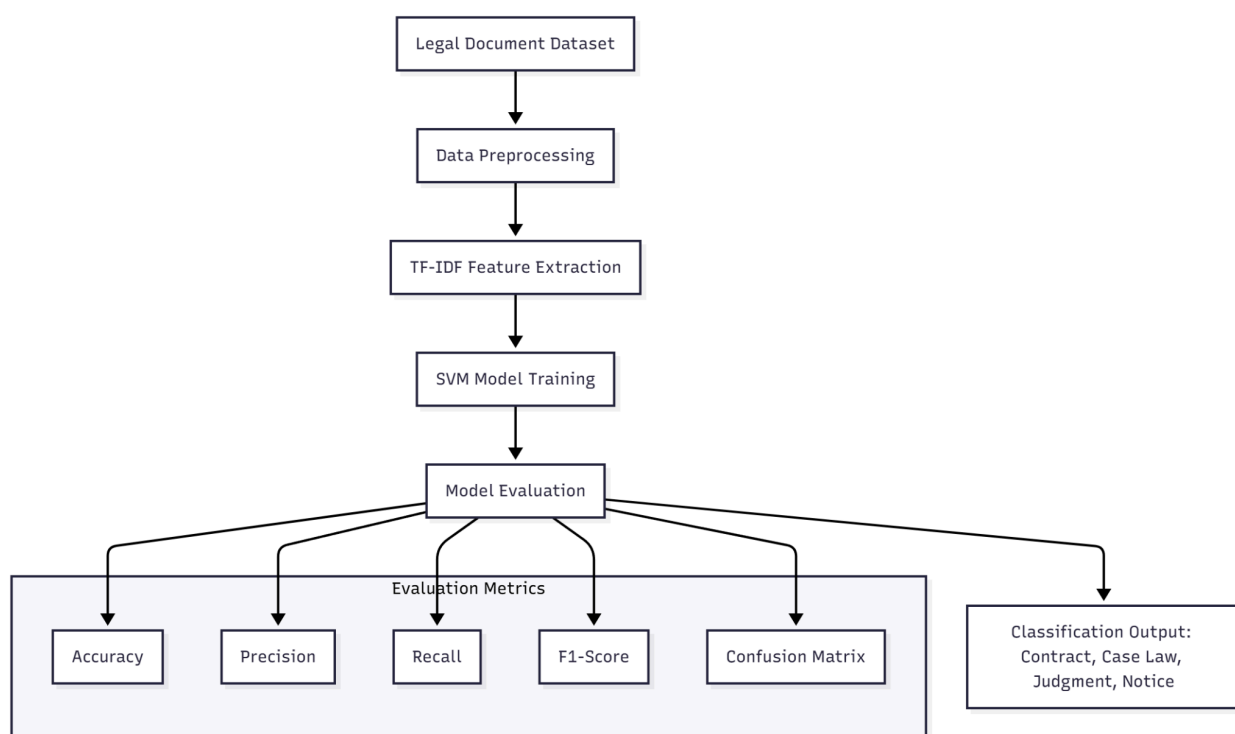 Legal Document Dataset
Data Preprocessing
TF-IDF Feature Extraction
SVM Model Training
Model Evaluation
Evaluation Metrics
Accuracy
Precision
Recall
F1-Score
Confusion Matrix
Classification Output:
Contract, Case Law,
Judgment, Notice